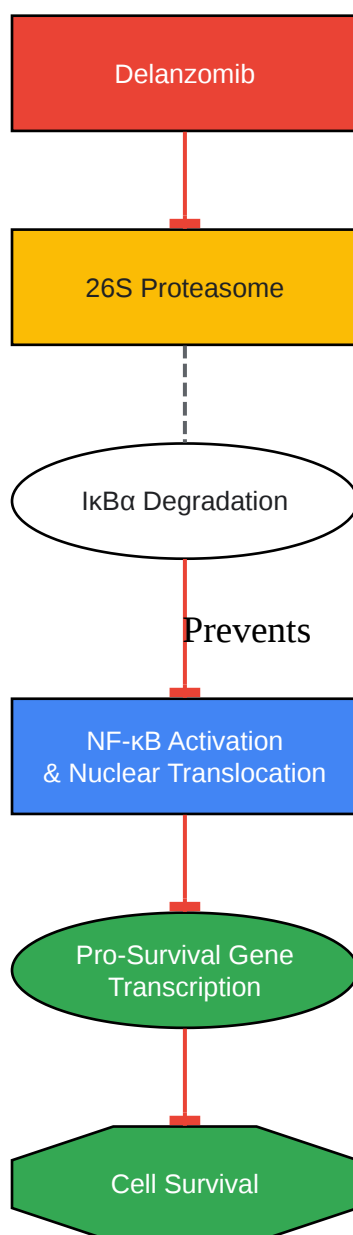 Delanzomib
26S Proteasome
IκBα Degradation
Prevents
NF-κB Activation
& Nuclear Translocation
Pro-Survival Gene
Transcription
Cell Survival